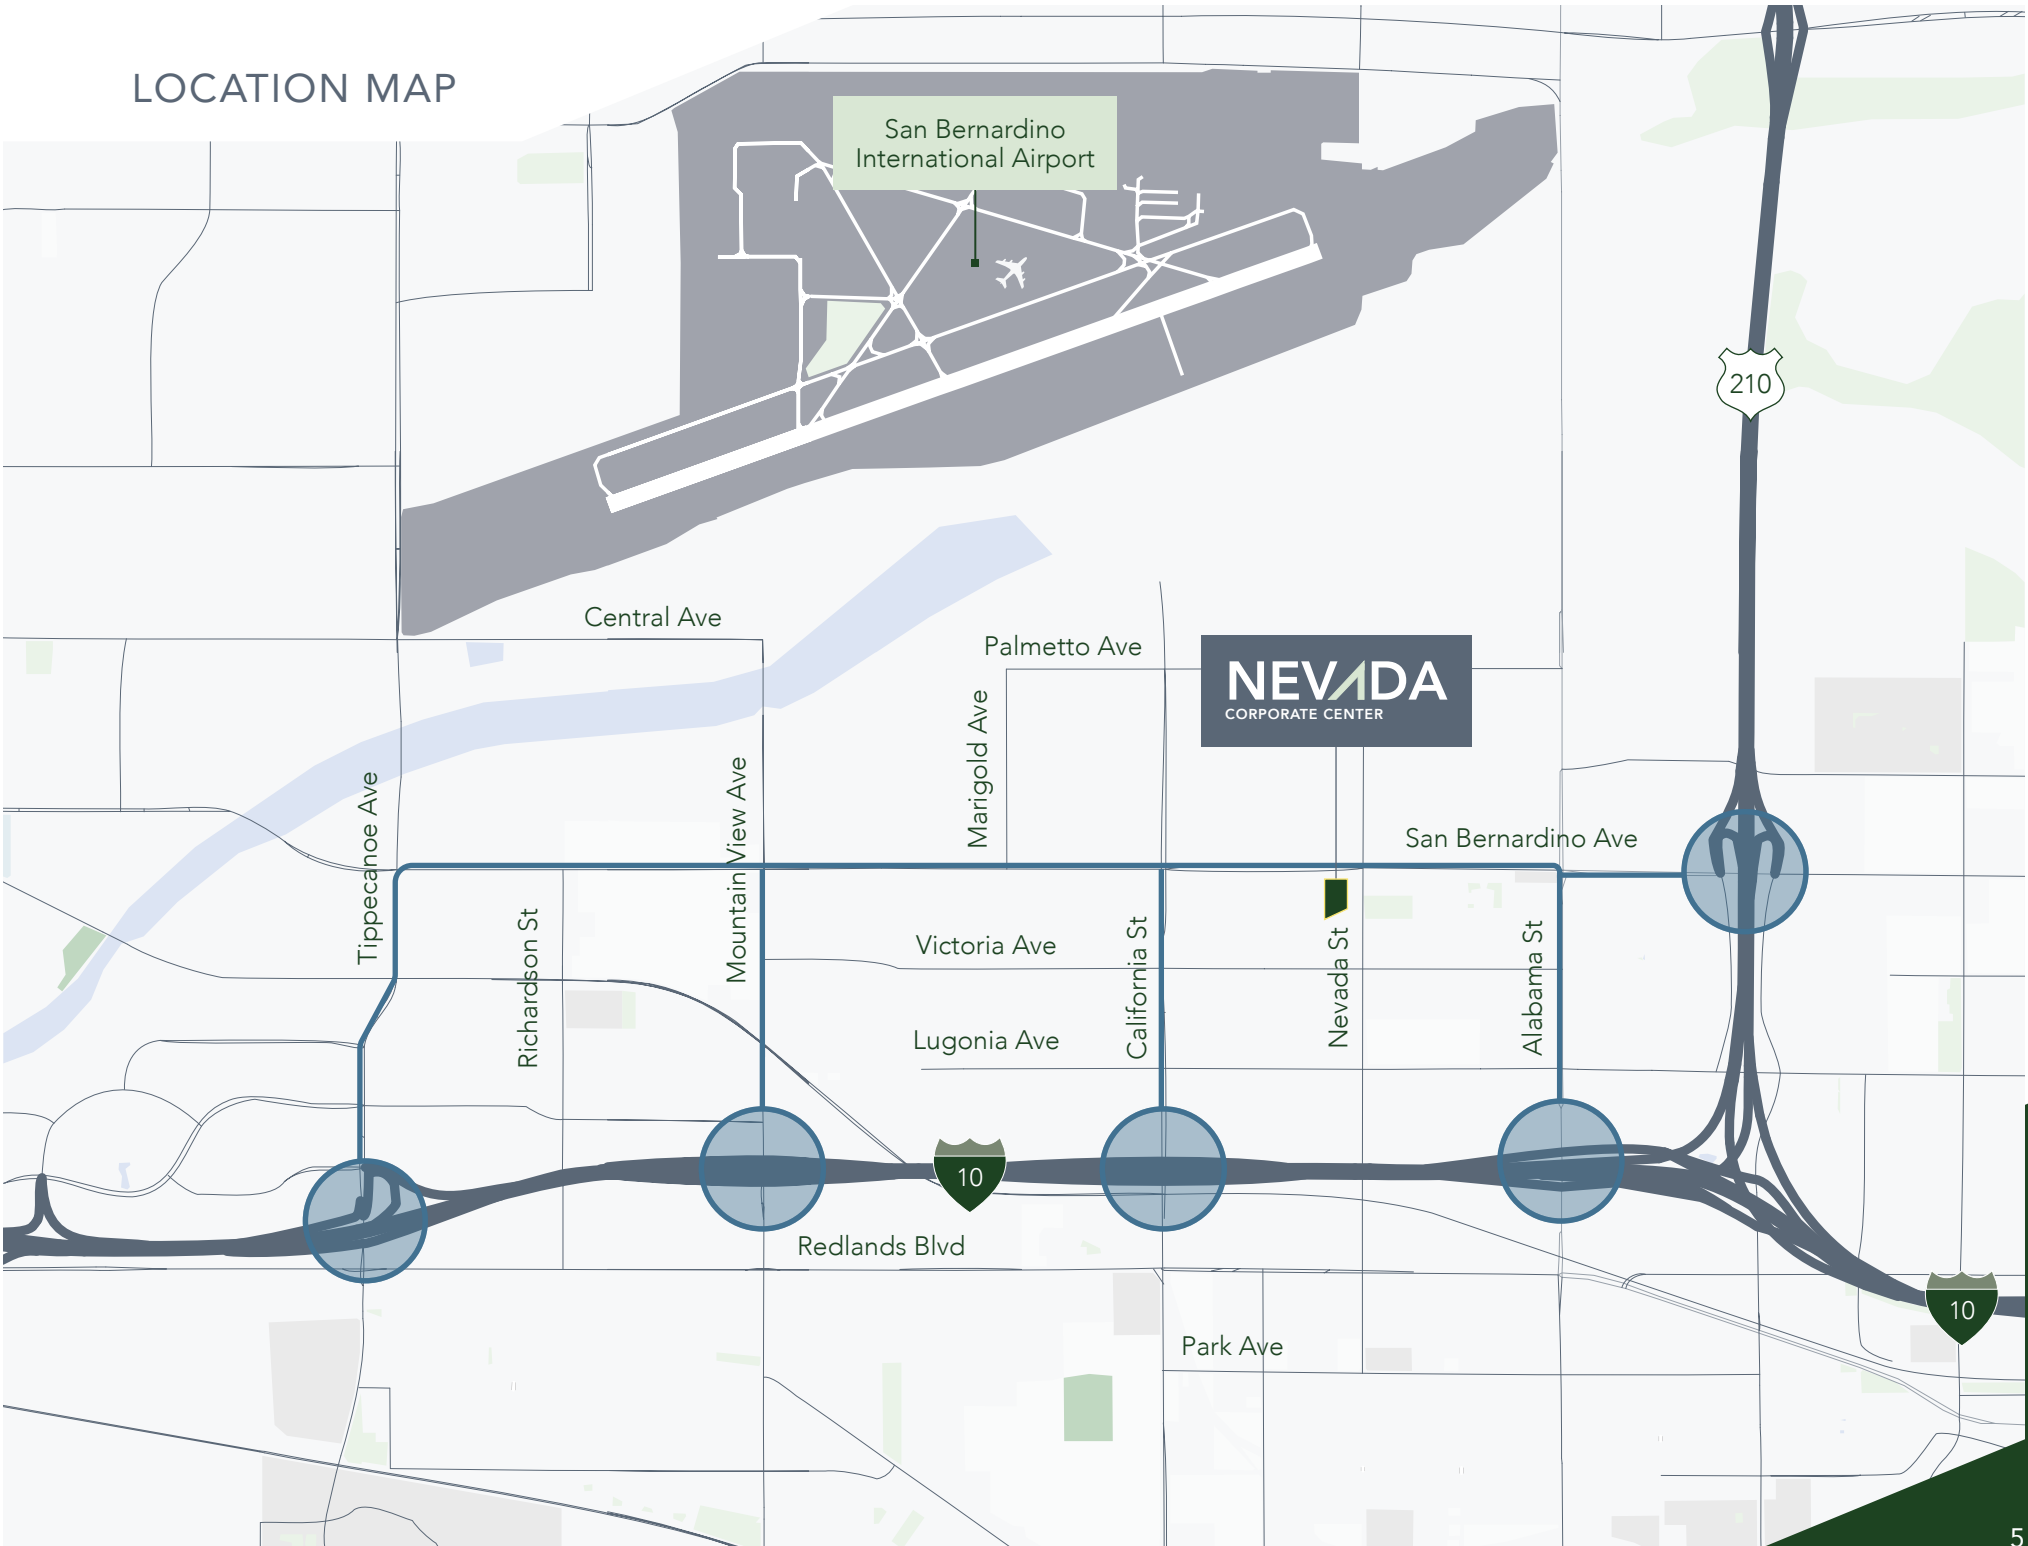 LOCATION MAP
San Bernardino
International Airport
210
Central Ave
Palmetto Ave
NEVADA
CORPORATE CENTER
Marigold Ave
Tippecanoe Ave
Mountain View Ave
San Bernardino Ave
Richardson St
Victoria Ave
California St
Nevada St
Alabama St
Lugonia Ave
10
Redlands Blvd
10
Park Ave
5